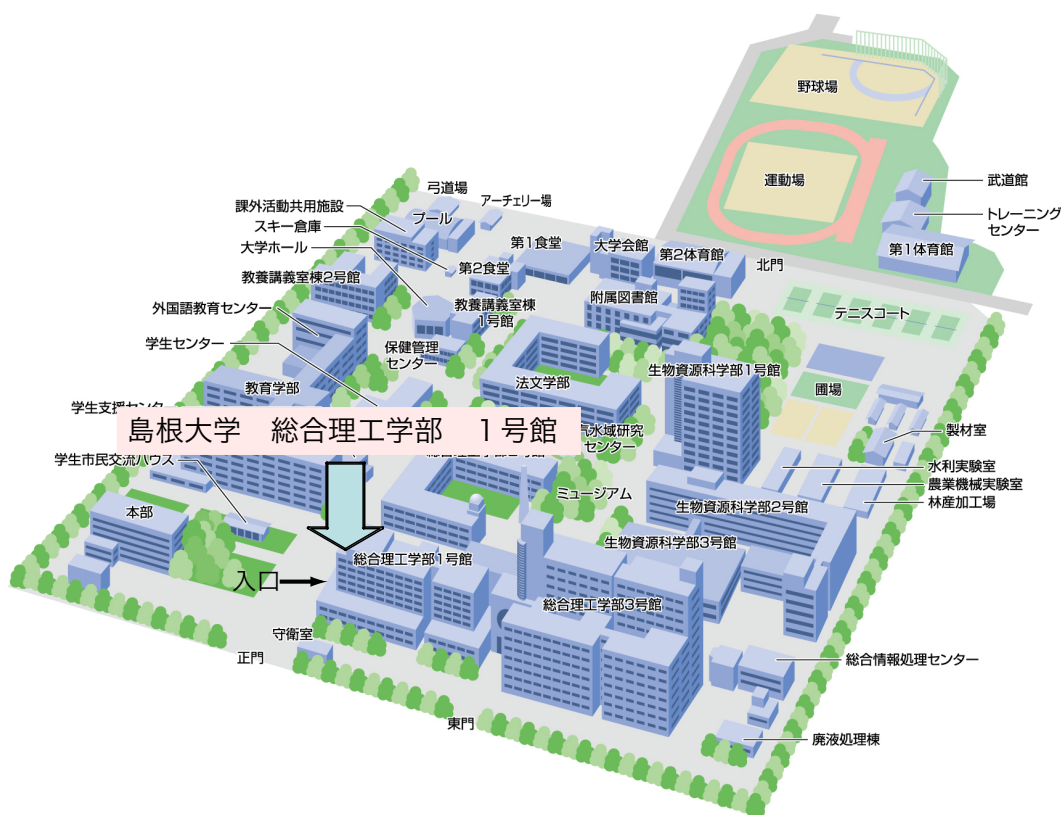 野球場
運動場
武道館
トレーニング
センター
第1体育館
弓道場
アーチェリー場
課外活動共用施設
プール
スキー倉庫
大学ホール
第1食堂
大学会館
第2体育館
北門
第2食堂
教養講義室棟2号館
附属図書館
テニスコート
外国語教育センター
教養講義室棟
1号館
学生センター
保健管理
センター
法文学部
生物資源科学部1号館
教育学部
圃場
学生支援センター
島根大学 総合理工学部 1号館
水域研究
センター
製材室
学生市民交流ハウス
水利実験室
ミュージアム
農業機械実験室
林産加工場
本部
生物資源科学部2号館
生物資源科学部3号館
総合理工学部1号館
入口
総合理工学部3号館
守衛室
正門
総合情報処理センター
東門
廃液処理棟